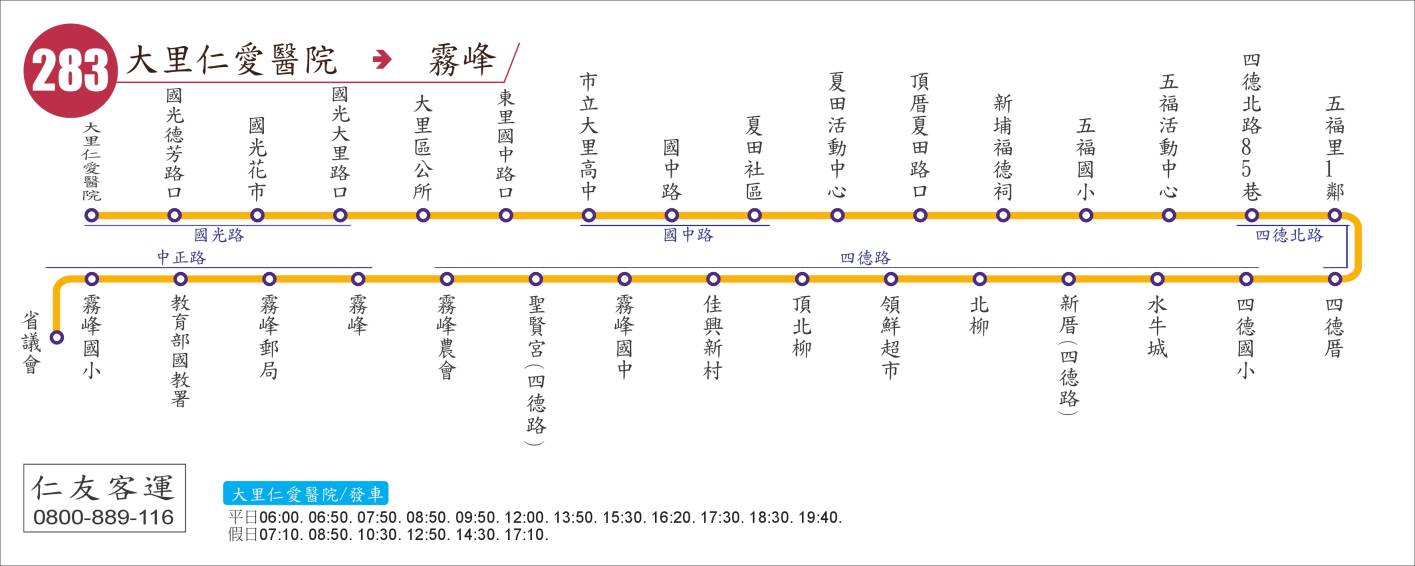 283 大里仁愛醫院 → 霧峰
大里仁愛醫院
國光德芳路口
國光花市
國光大里路口
大里區公所
東里國中路口
市立大里高中
國中路
夏田社區
夏田活動中心
頂厝夏田路口
新埔福德祠
五福國小
五福活動中心
四德北路85巷
五福里1鄰
國光路
國中路
四德北路
中正路
四德路
省議會
霧峰國小
教育部國教署
霧峰郵局
霧峰
霧峰農會
聖賢宮(四德路)
霧峰國中
佳興新村
頂北柳
領鮮超市
北柳
新厝(四德路)
水牛城
四德國小
四德厝
仁友客運
0800-889-116
大里仁愛醫院/發車
平日06:00. 06:50. 07:50. 08:50. 09:50. 12:00. 13:50. 15:30. 16:20. 17:30. 18:30. 19:40.
假日07:10. 08:50. 10:30. 12:50. 14:30. 17:10.